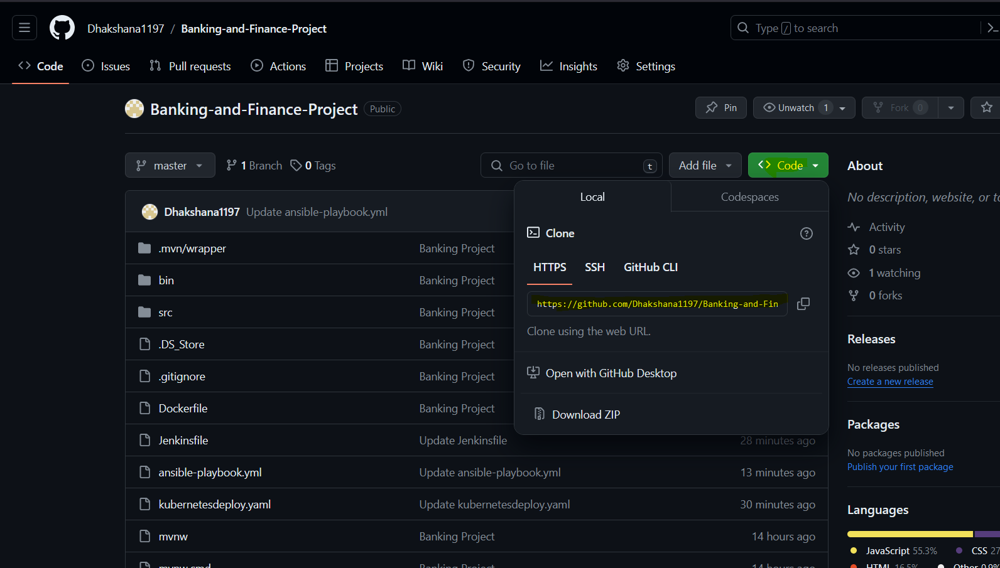 Dhakshana1197 / Banking-and-Finance-Project
Type / to search
Code Issues Pull requests Actions Projects Wiki Security Insights Settings
Banking-and-Finance-Project Public
Pin Unwatch 1 Fork 0
master 1 Branch 0 Tags
Go to file t Add file Code
Local Codespaces
Clone
HTTPS SSH GitHub CLI
https://github.com/Dhakshana1197/Banking-and-Fin
Clone using the web URL.
Open with GitHub Desktop
Download ZIP
Dhakshana1197 Update ansible-playbook.yml
.mvn/wrapper Banking Project
bin Banking Project
src Banking Project
.DS_Store Banking Project
.gitignore Banking Project
Dockerfile Banking Project
Jenkinsfile Update Jenkinsfile 28 minutes ago
ansible-playbook.yml Update ansible-playbook.yml 13 minutes ago
kubernetesdeploy.yaml Update kubernetesdeploy.yaml 30 minutes ago
mvnw Banking Project 14 hours ago
mvnw.cmd Banking Project 14 hours ago
About
No description, website, or to
Activity
0 stars
1 watching
0 forks
Releases
No releases published
Create a new release
Packages
No packages published
Publish your first package
Languages
JavaScript 55.3% CSS 27
HTML 16.5% Other 0.9%